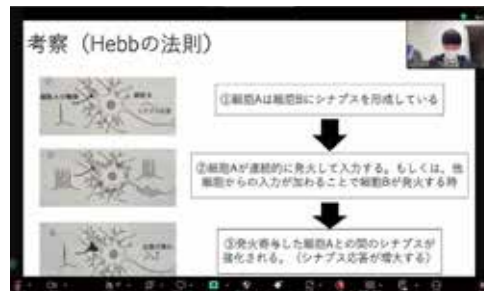 考察（Hebbの法則）
①細胞Aは細胞Bにシナプスを形成している
②細胞Aが連続的に発火して入力する。もしくは、他
細胞からの入力が加わることで細胞Bが発火する時
③発火寄与した細胞Aとの間のシナプスが
強化される。（シナプス応答が増大する）